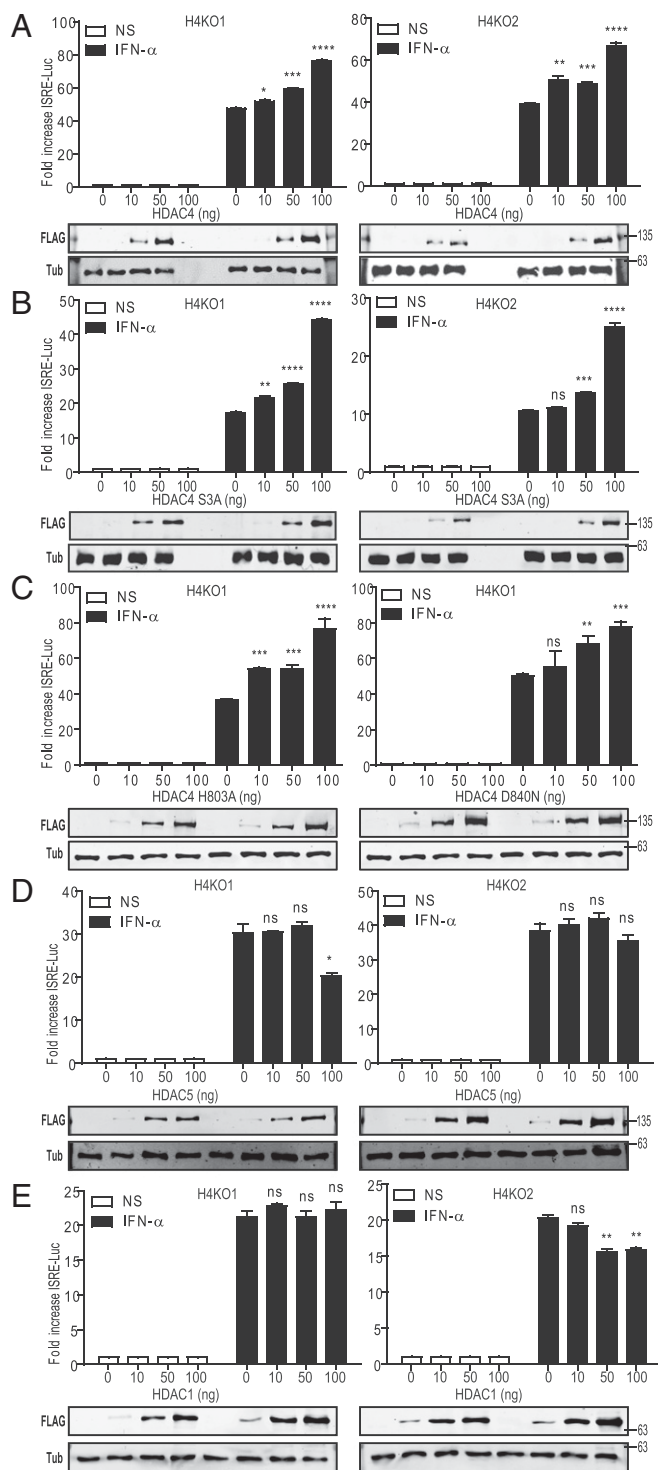 A
H4KO1
NS
IFN-α
Fold increase ISRE-Luc
100
80
60
40
20
0
* *** ****
0 10 50 100 0 10 50 100
HDAC4 (ng)
FLAG
Tub
H4KO2
NS
IFN-α
80
60
40
20
0
** *** ****
0 10 50 100 0 10 50 100
HDAC4 (ng)
135
63
B
H4KO1
NS
IFN-α
Fold increase ISRE-Luc
50
40
30
20
10
0
** **** ****
0 10 50 100 0 10 50 100
HDAC4 S3A (ng)
FLAG
Tub
H4KO2
NS
IFN-α
30
20
10
0
ns *** ****
0 10 50 100 0 10 50 100
HDAC4 S3A (ng)
135
63
C
H4KO1
NS
IFN-α
Fold increase ISRE-Luc
100
80
60
40
20
0
*** *** ****
0 10 50 100 0 10 50 100
HDAC4 H803A (ng)
FLAG
Tub
H4KO1
NS
IFN-α
100
80
60
40
20
0
ns ** ***
0 10 50 100 0 10 50 100
HDAC4 D840N (ng)
135
63
D
H4KO1
NS
IFN-α
Fold increase ISRE-Luc
40
30
20
10
0
ns ns *
0 10 50 100 0 10 50 100
HDAC5 (ng)
FLAG
Tub
H4KO2
NS
IFN-α
50
40
30
20
10
0
ns ns ns
0 10 50 100 0 10 50 100
HDAC5 (ng)
135
63
E
H4KO1
NS
IFN-α
Fold increase ISRE-Luc
25
20
15
10
5
0
ns ns ns
0 10 50 100 0 10 50 100
HDAC1 (ng)
FLAG
Tub
H4KO2
NS
IFN-α
25
20
15
10
5
0
ns ** **
0 10 50 100 0 10 50 100
HDAC1 (ng)
63
63